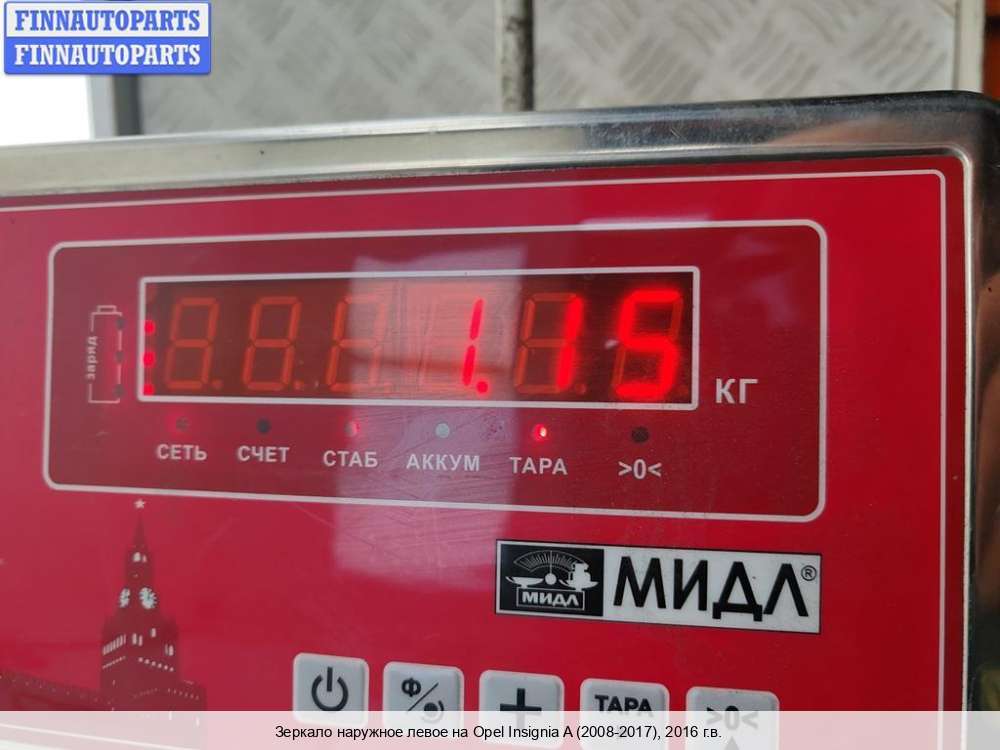 FINNAUTOPARTS
FINNAUTOPARTS
заряд
1.15
КГ
СЕТЬ СЧЕТ СТАБ АККУМ ТАРА >0<
МИДЛ МИДЛ®
Ф ТАРА >0<
Зеркало наружное левое на Opel Insignia A (2008-2017), 2016 г.в.